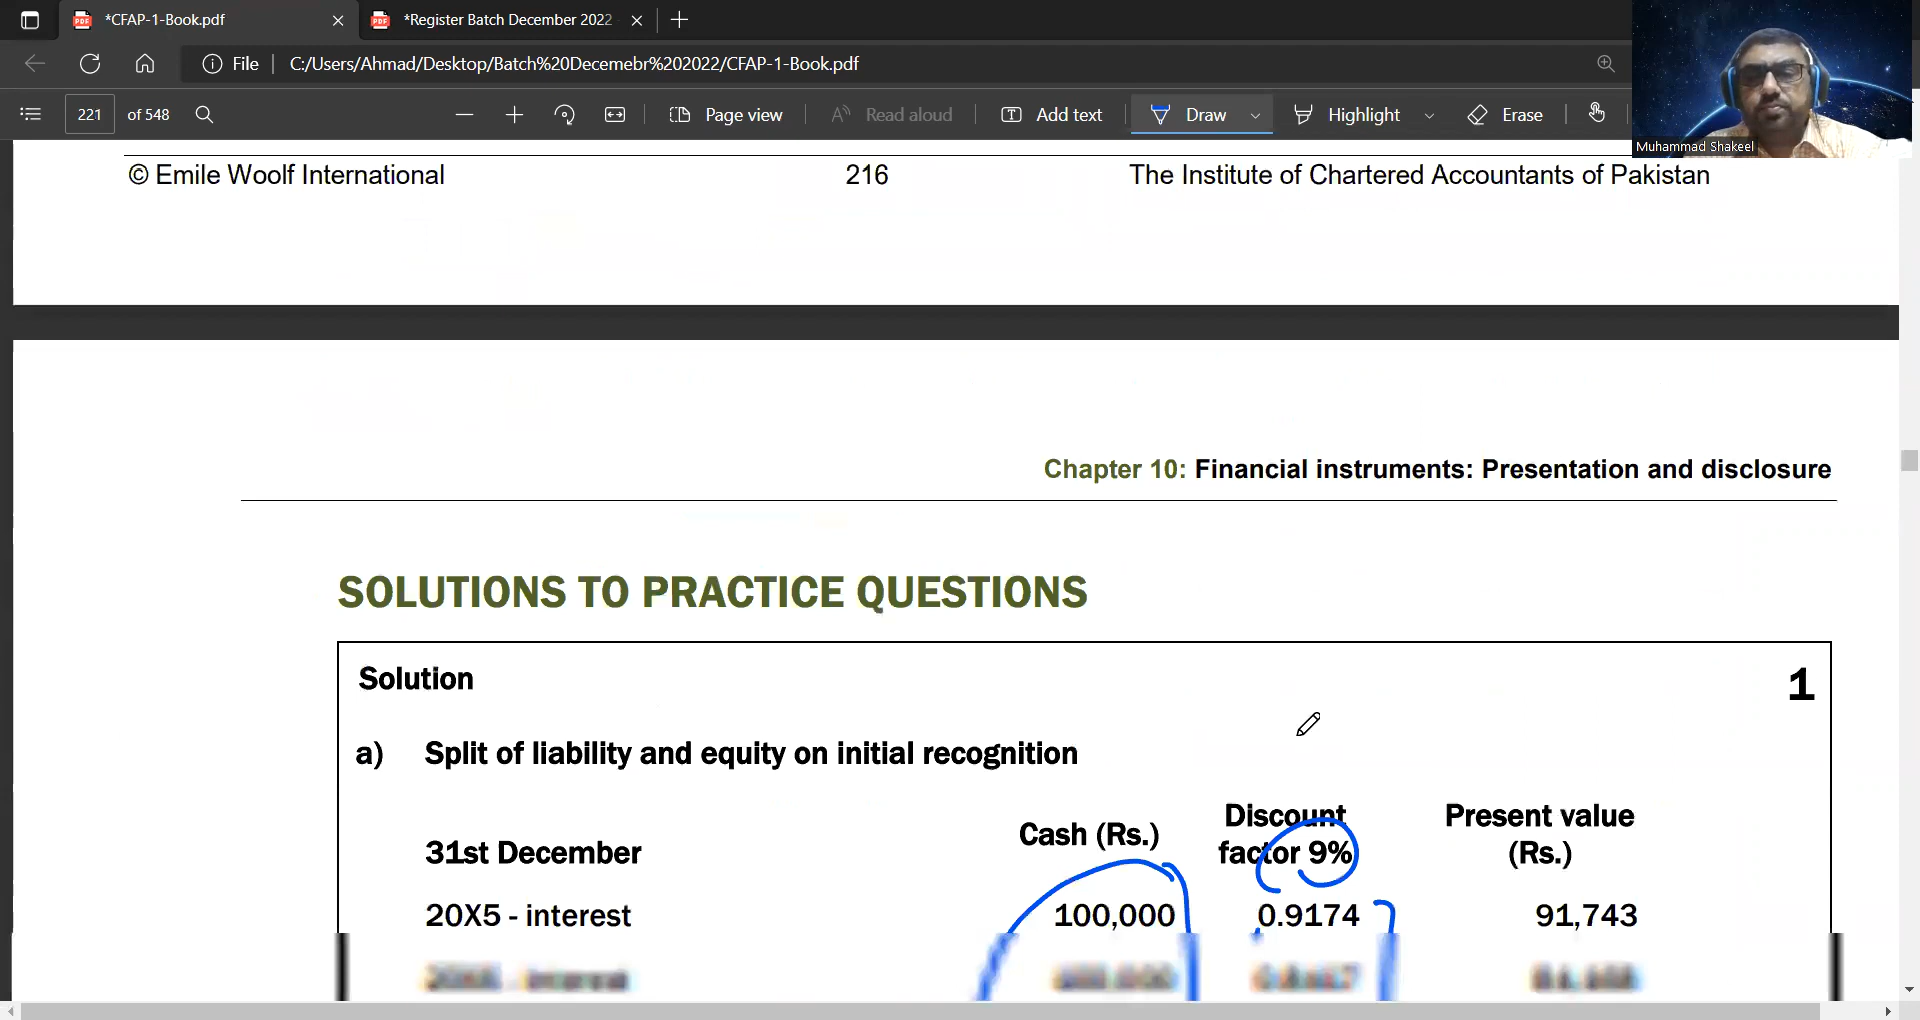 *CFAP-1-Book.pdf
*Register Batch December 2022
File
C:/Users/Ahmad/Desktop/Batch%20Decemebr%202022/CFAP-1-Book.pdf
221 of 548
Page view
Read aloud
Add text
Draw
Highlight
Erase
Muhammad Shakeel
© Emile Woolf International 216 The Institute of Chartered Accountants of Pakistan
Chapter 10: Financial instruments: Presentation and disclosure
SOLUTIONS TO PRACTICE QUESTIONS
Solution 1
a) Split of liability and equity on initial recognition
31st December Cash (Rs.) Discount factor 9% Present value (Rs.)
20X5 - interest 100,000 0.9174 91,743